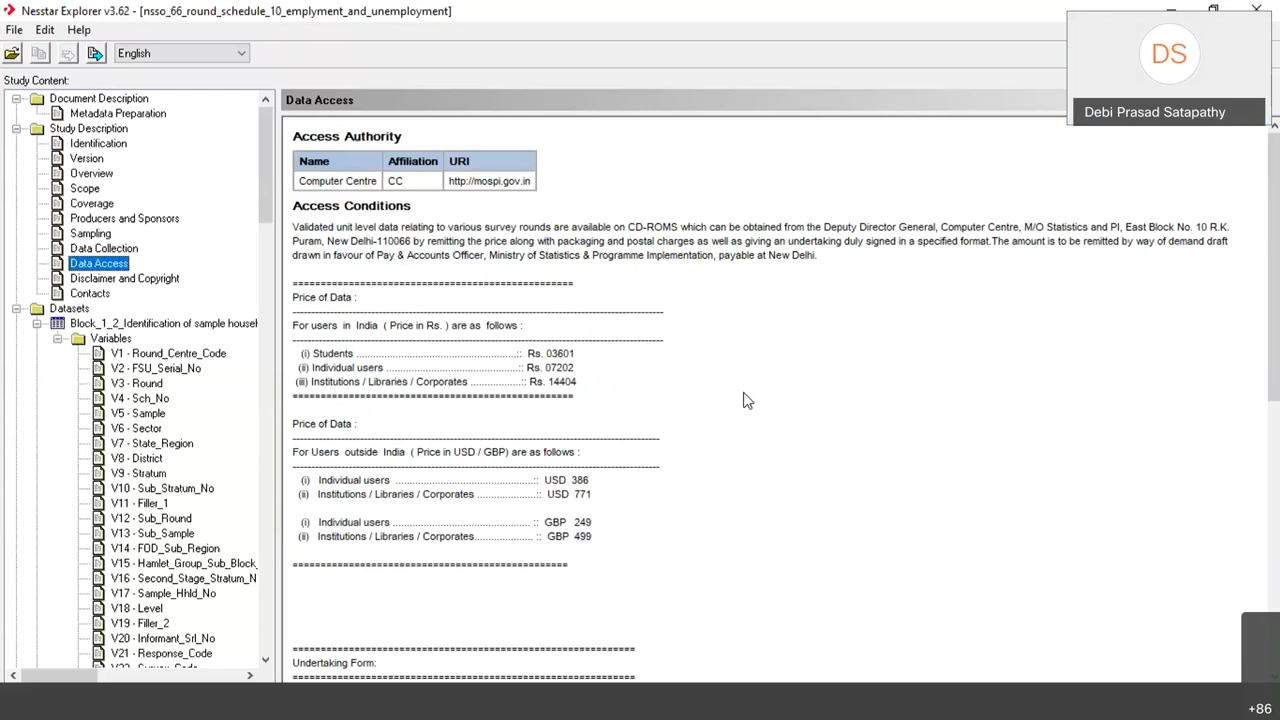 Nesstar Explorer v3.62 - [nsso_66_round_schedule_10_emplyment_and_unemployment]
File Edit Help
English
DS
Debi Prasad Satapathy
Study Content:
Document Description
Metadata Preparation
Study Description
Identification
Version
Overview
Scope
Coverage
Producers and Sponsors
Sampling
Data Collection
Data Access
Disclaimer and Copyright
Contacts
Datasets
Block_1_2_Identification of sample househ
Variables
V1 - Round_Centre_Code
V2 - FSU_Serial_No
V3 - Round
V4 - Sch_No
V5 - Sample
V6 - Sector
V7 - State_Region
V8 - District
V9 - Stratum
V10 - Sub_Stratum_No
V11 - Filler_1
V12 - Sub_Round
V13 - Sub_Sample
V14 - FOD_Sub_Region
V15 - Hamlet_Group_Sub_Block_
V16 - Second_Stage_Stratum_N
V17 - Sample_Hhld_No
V18 - Level
V19 - Filler_2
V20 - Informant_Srl_No
V21 - Response_Code
Data Access
Access Authority
Name Affiliation URI
Computer Centre CC http://mospi.gov.in
Access Conditions
Validated unit level data relating to various survey rounds are available on CD-ROMS which can be obtained from the Deputy Director General, Computer Centre, M/O Statistics and PI, East Block No. 10 R.K.
Puram, New Delhi-110066 by remitting the price along with packaging and postal charges as well as giving an undertaking duly signed in a specified format.The amount is to be remitted by way of demand draft
drawn in favour of Pay & Accounts Officer, Ministry of Statistics & Programme Implementation, payable at New Delhi.
==========================================================
Price of Data :
--------------------------------------------------------------------------------
For users in India ( Price in Rs. ) are as follows :
--------------------------------------------------------------------------------
(i) Students ......................................................:: Rs. 03601
(ii) Individual users ...........................................:: Rs. 07202
(iii) Institutions / Libraries / Corporates .................:: Rs. 14404
==========================================================
Price of Data :
--------------------------------------------------------------------------------
For Users outside India ( Price in USD / GBP) are as follows :
--------------------------------------------------------------------------------
(i) Individual users ..............................................:: USD 386
(ii) Institutions / Libraries / Corporates ....................:: USD 771
(i) Individual users .............................................. :: GBP 249
(ii) Institutions / Libraries / Corporates.................... :: GBP 499
==========================================================
==========================================================
Undertaking Form:
==========================================================
+86